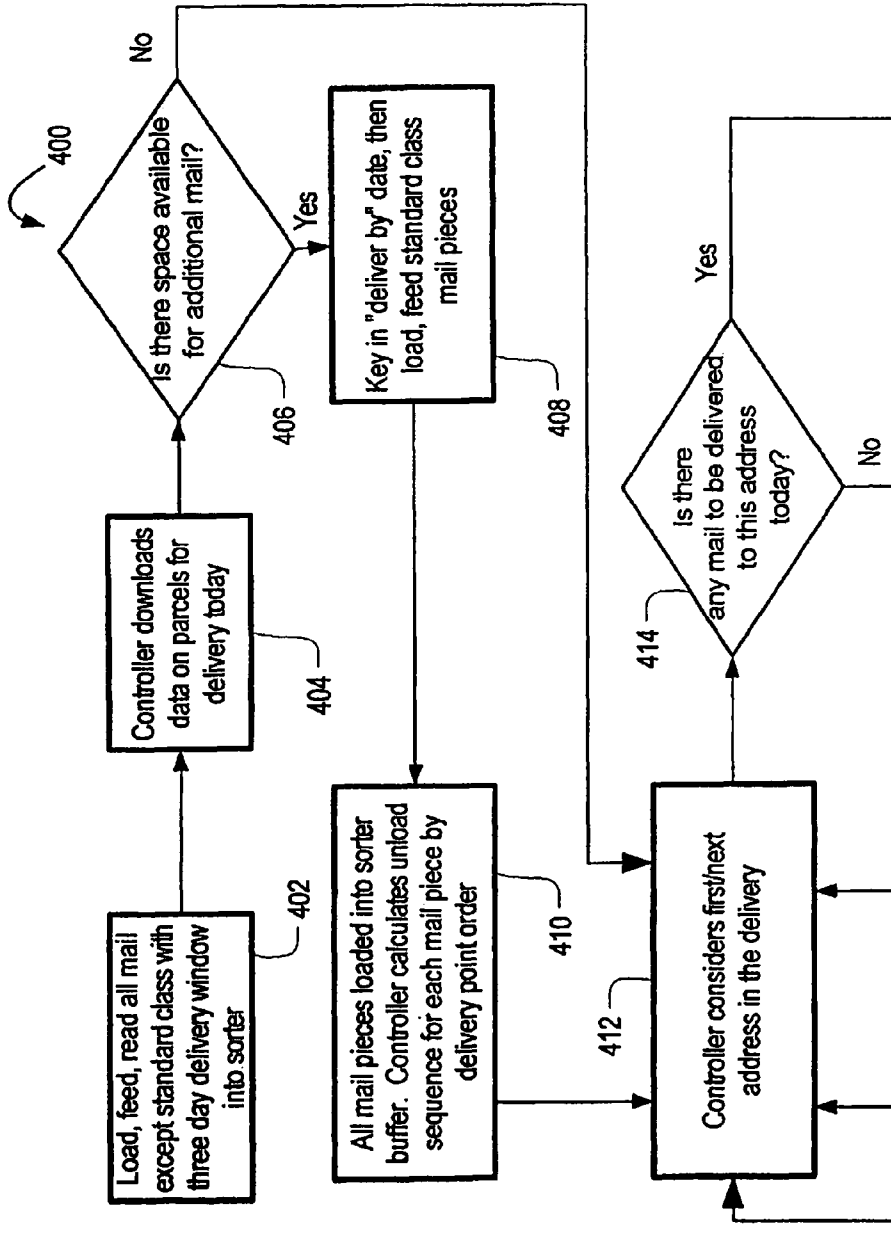 400
Load, feed, read all mail
except standard class with
three day delivery window
into sorter
402
Controller downloads
data on parcels for
delivery today
404
Is there space available
for additional mail?
406
No
Yes
Key in "deliver by" date, then
load, feed standard class
mail pieces
408
All mail pieces loaded into sorter
buffer. Controller calculates unload
sequence for each mail piece by
delivery point order
410
Controller considers first/next
address in the delivery
412
Is there
any mail to be delivered
to this address
today?
414
Yes
No